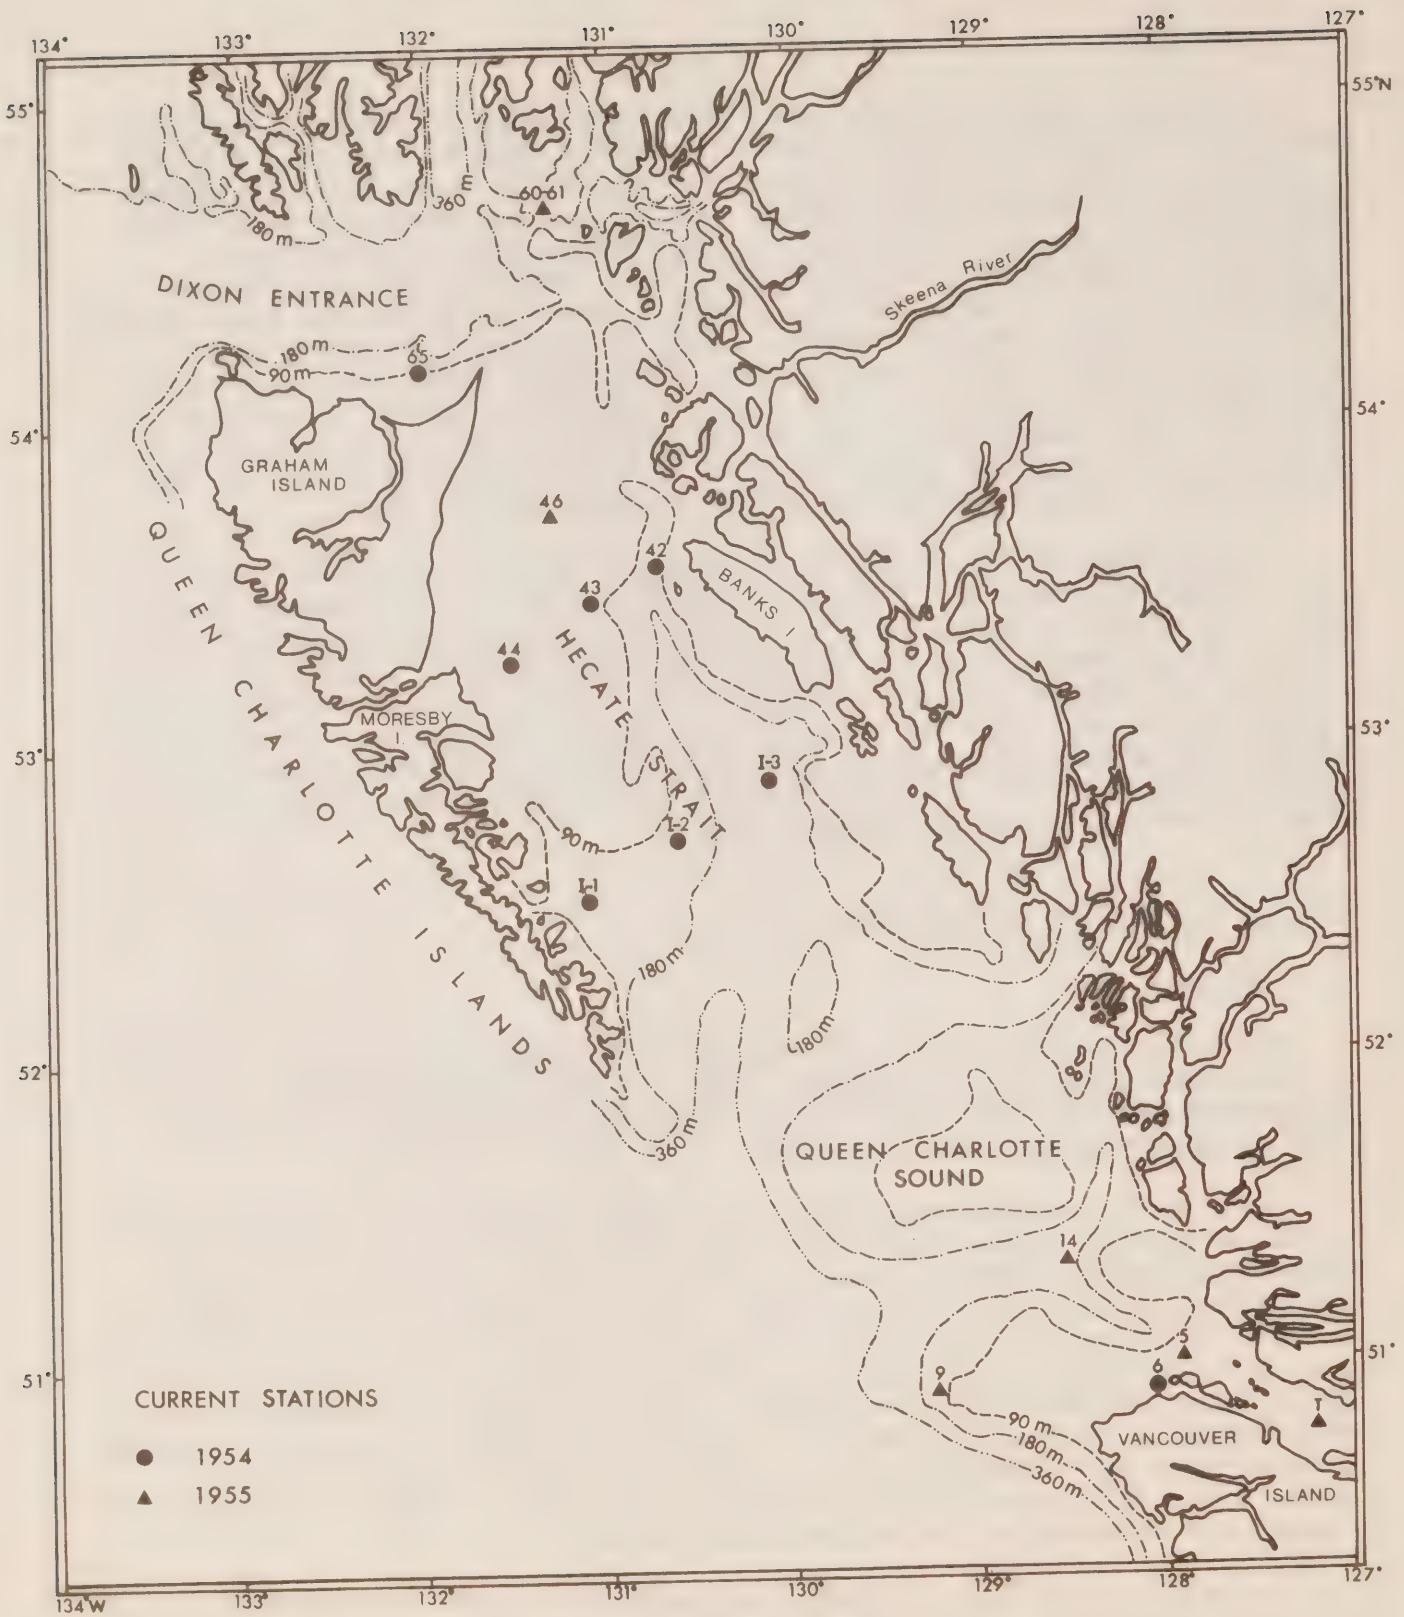 134° 133° 132° 131° 130° 129° 128° 127°
55° 55°N
E
360
60-61
180 m
DIXON ENTRANCE
Skeena River
180 m
65
90 m
54° 54°
GRAHAM
ISLAND
46
42
43
BANKS I
44
HECATE STRAIT
QUEEN CHARLOTTE ISLANDS
MORESBY
I.
53° 53°
I-3
90 m
I-2
I-1
180 m
180 m
52° 52°
360 m
QUEEN CHARLOTTE
SOUND
14
5
51° 51°
6
9
T
CURRENT STATIONS
90 m
VANCOUVER
180 m
1954
360 m
1955
ISLAND
134°W 133° 132° 131° 130° 129° 128° 127°